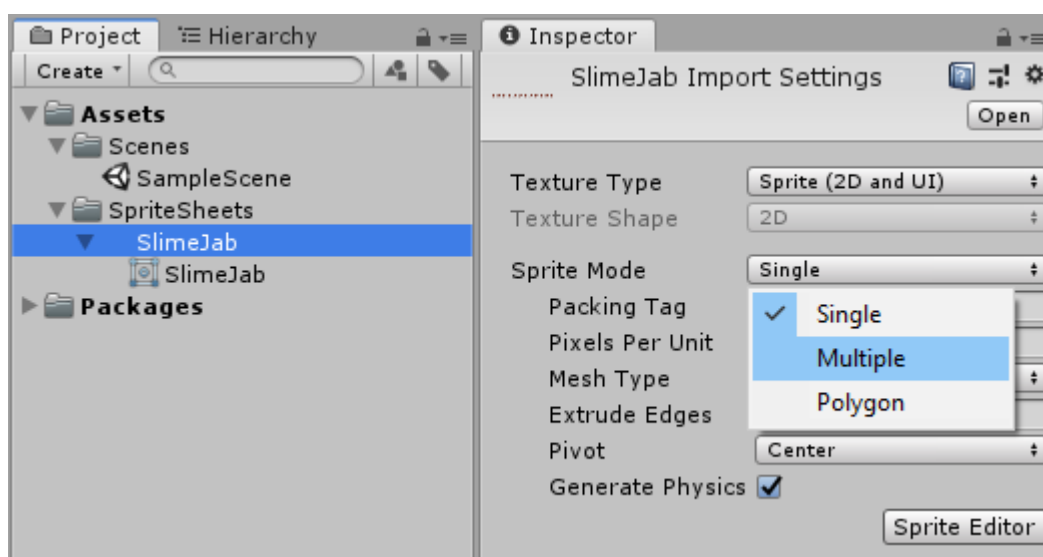 Project Hierarchy
Create
Assets
Scenes
SampleScene
SpriteSheets
SlimeJab
SlimeJab
Packages
Inspector
SlimeJab Import Settings
Open
Texture Type Sprite (2D and UI)
Texture Shape 2D
Sprite Mode Single
Packing Tag
Pixels Per Unit
Mesh Type
Extrude Edges
Single
Multiple
Polygon
Pivot Center
Generate Physics
Sprite Editor